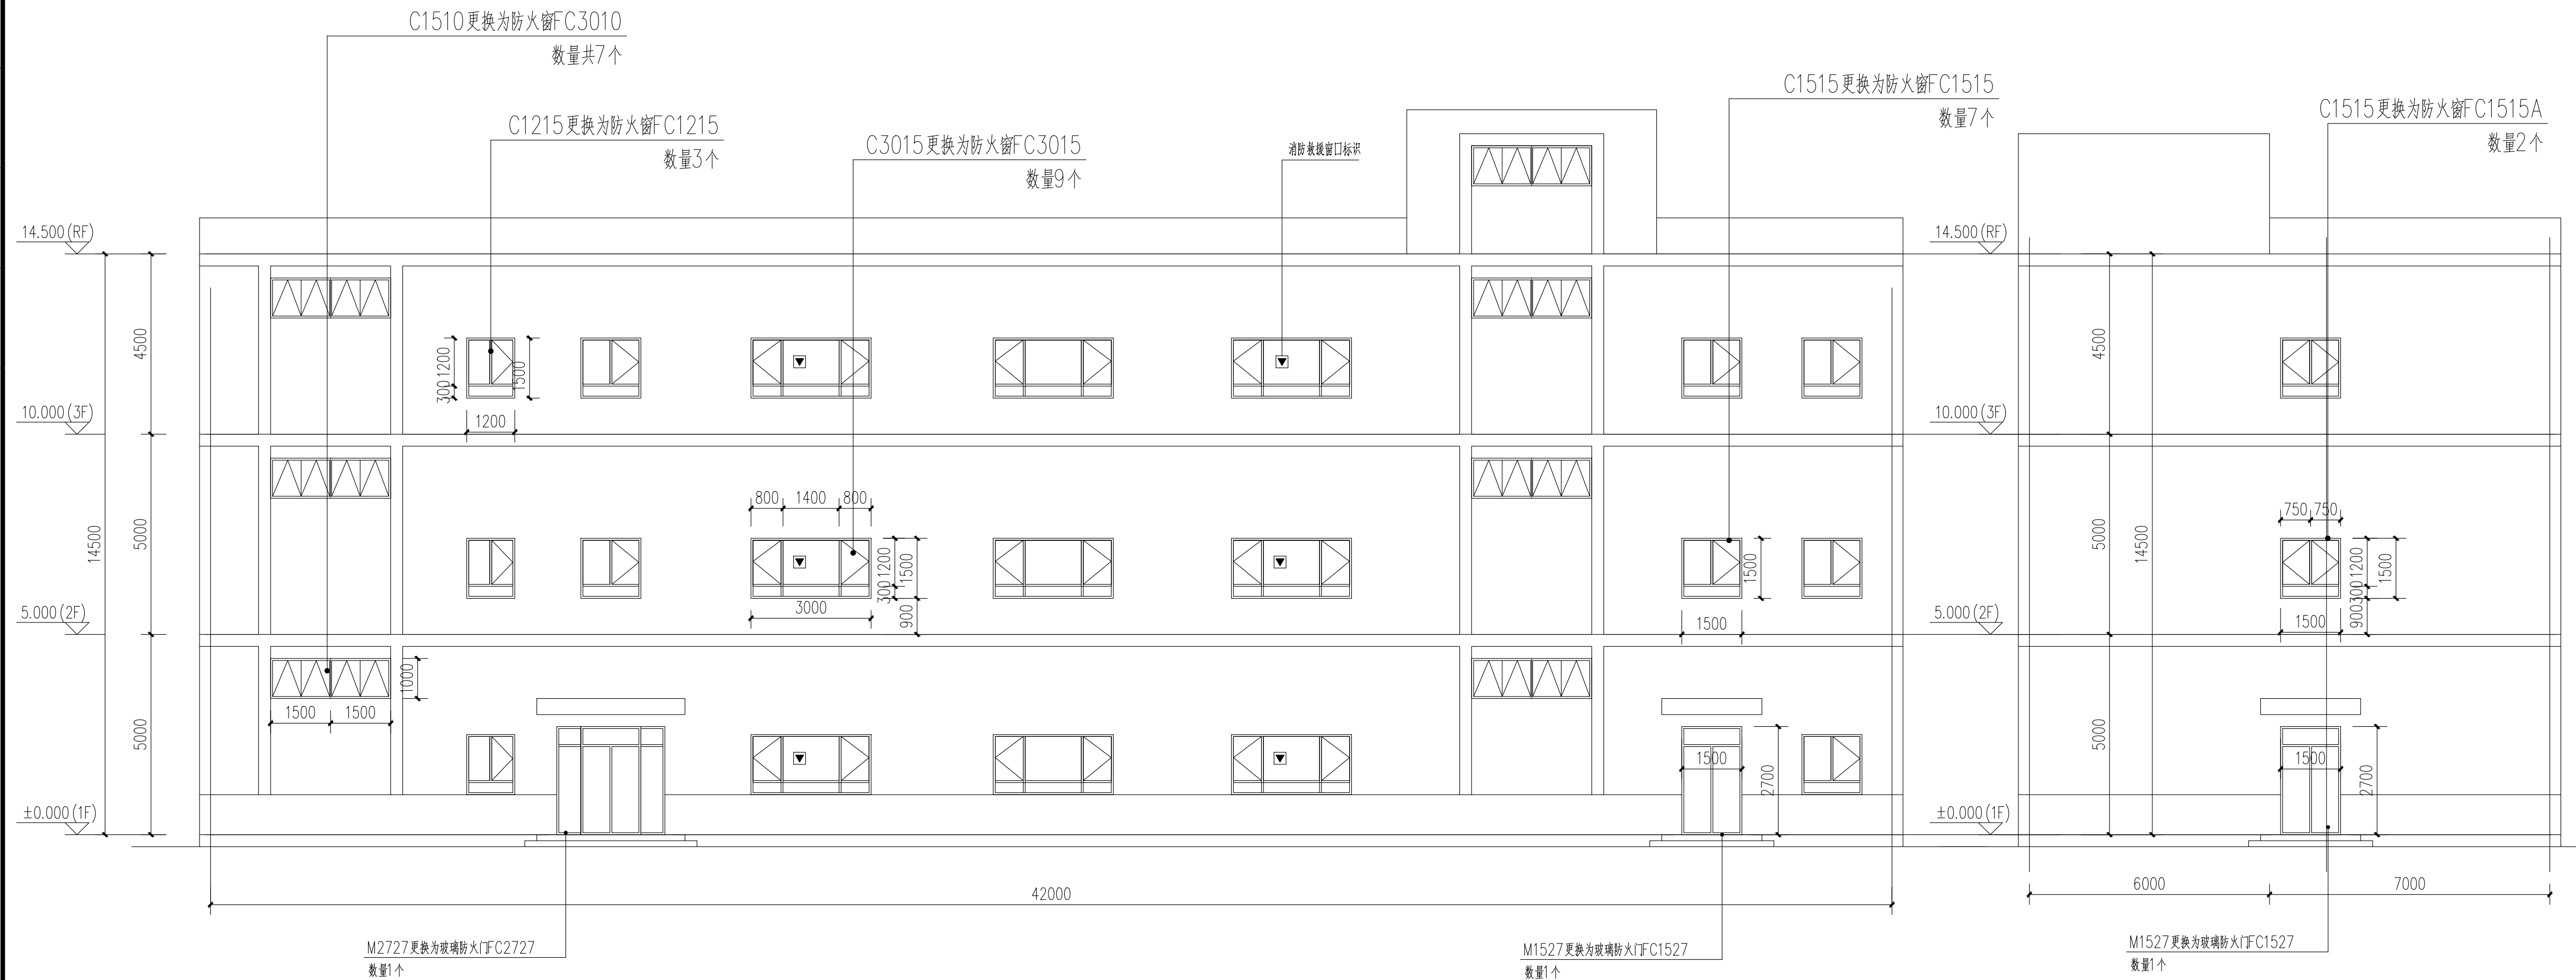 C1510更换为防火窗FC3010
数量共7个
C1215更换为防火窗FC1215
数量3个
C3015更换为防火窗FC3015
数量9个
消防救援窗口标识
C1515更换为防火窗FC1515
数量7个
C1515更换为防火窗FC1515A
数量2个
14.500(RF)
14.500(RF)
4500
300
1200
1500
1200
4500
10.000(3F)
10.000(3F)
14500
5000
800
1400
800
300
1200
1500
900
3000
1500
1500
5000
14500
750
750
300
1200
1500
900
1500
5.000(2F)
5.000(2F)
5000
1000
1500
1500
1500
2700
5000
1500
2700
±0.000(1F)
±0.000(1F)
42000
6000
7000
M2727更换为玻璃防火门FC2727
数量1个
M1527更换为玻璃防火门FC1527
数量1个
M1527更换为玻璃防火门FC1527
数量1个